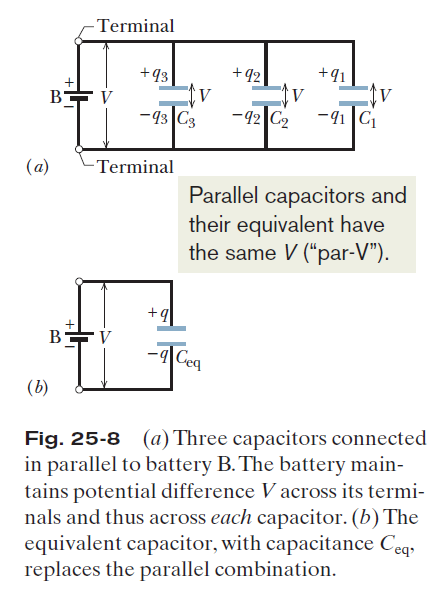 Terminal
+q₃ +q₂ +q₁
+
B V V V V
−
−q₃ C₃ −q₂ C₂ −q₁ C₁
(a) Terminal
Parallel capacitors and
their equivalent have
the same V (“par-V”).
+q
+
B V
−
−q Ceq
(b)
Fig. 25-8 (a) Three capacitors connected
in parallel to battery B. The battery main-
tains potential difference V across its termi-
nals and thus across each capacitor. (b) The
equivalent capacitor, with capacitance Ceq,
replaces the parallel combination.